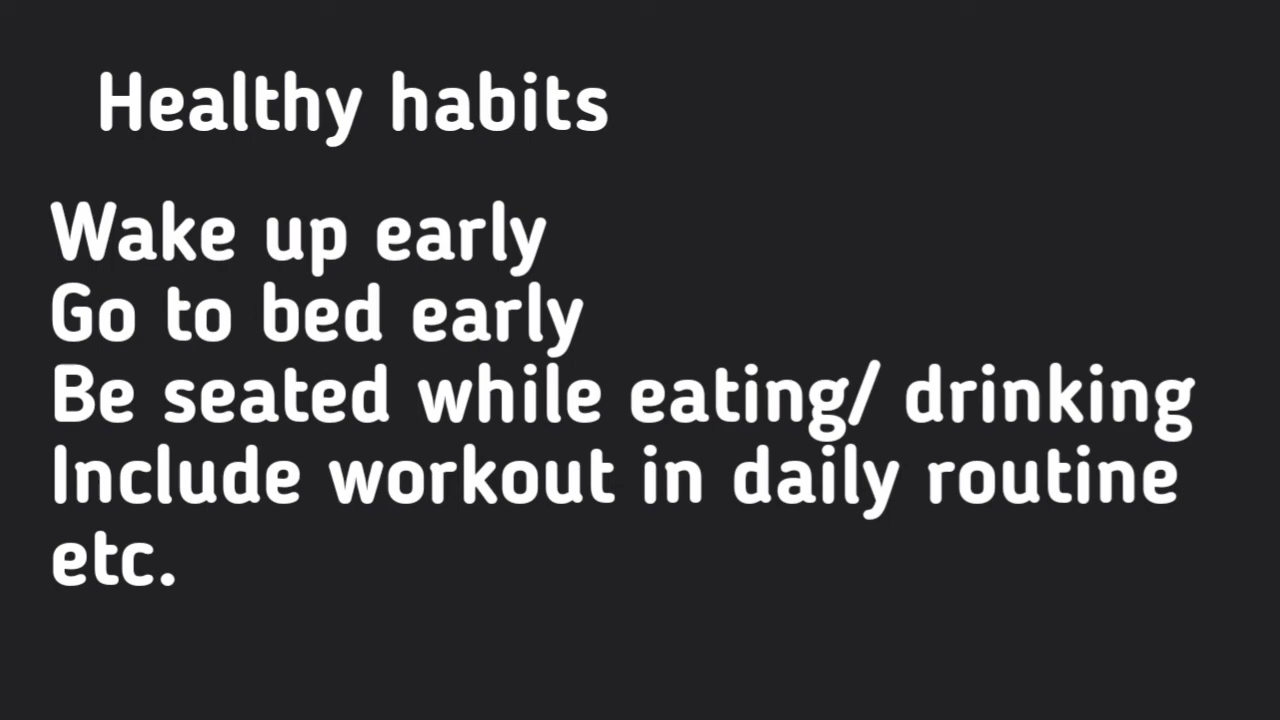 Healthy habits
Wake up early
Go to bed early
Be seated while eating/ drinking
Include workout in daily routine
etc.